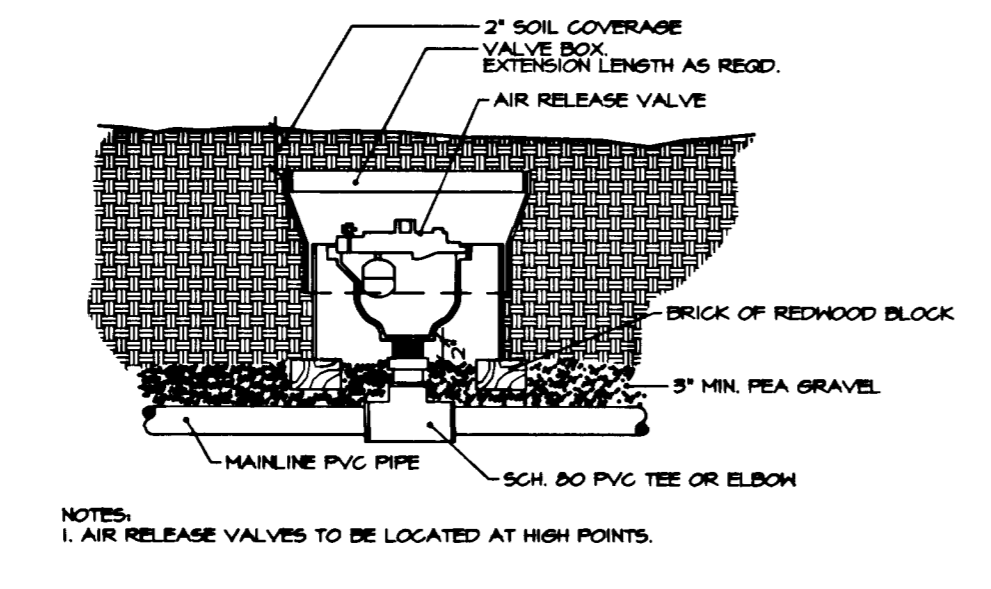 2" SOIL COVERAGE
VALVE BOX.
EXTENSION LENGTH AS REQD.
AIR RELEASE VALVE
BRICK OF REDWOOD BLOCK
2"
3" MIN. PEA GRAVEL
MAINLINE PVC PIPE
SCH. 80 PVC TEE OR ELBOW
NOTES:
1. AIR RELEASE VALVES TO BE LOCATED AT HIGH POINTS.